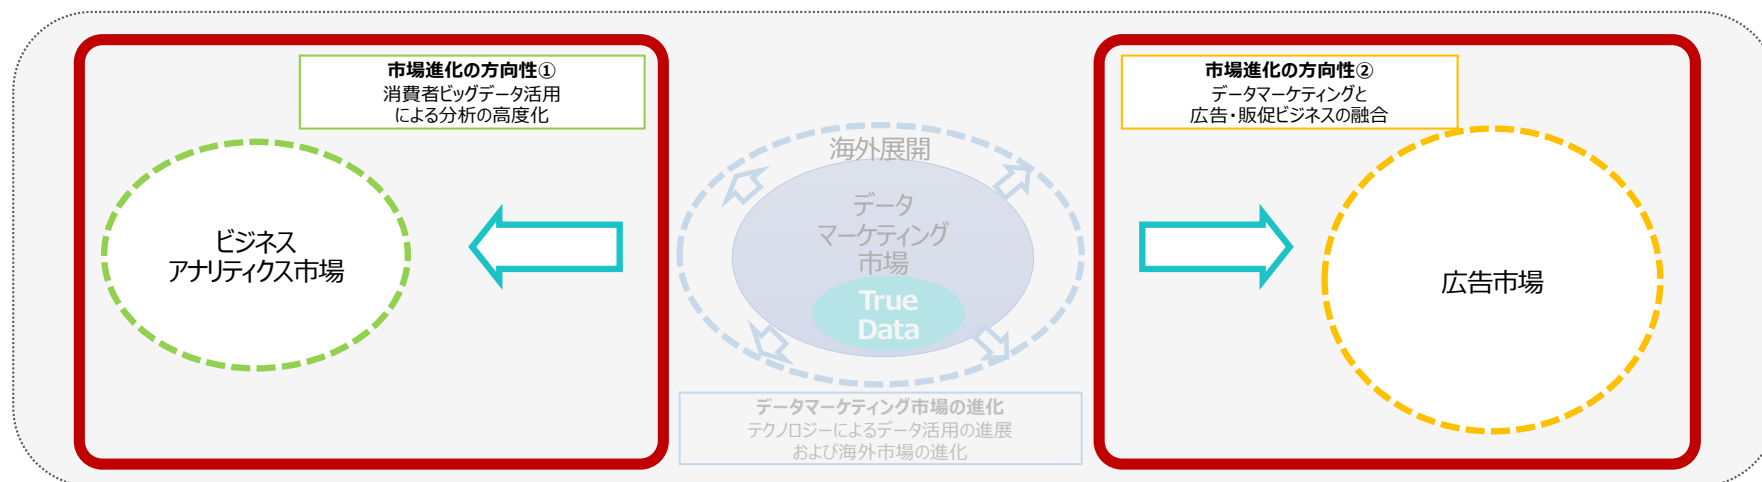 市場進化の方向性①
消費者ビッグデータ活用
による分析の高度化
ビジネス
アナリティクス市場
海外展開
データ
マーケティング
市場
True
Data
データマーケティング市場の進化
テクノロジーによるデータ活用の進展
および海外市場の進化
市場進化の方向性②
データマーケティングと
広告・販促ビジネスの融合
広告市場